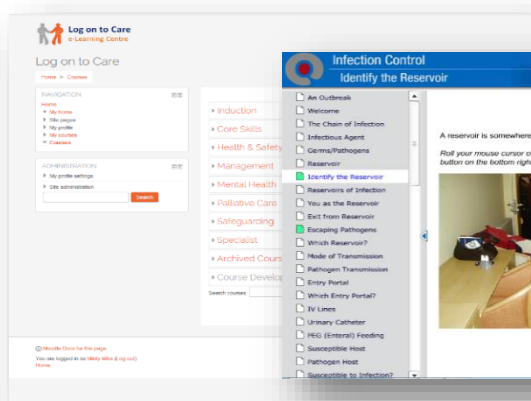 Log on to Care
e-Learning Centre
Log on to Care
Home ▸ Courses
NAVIGATION
Home
My home
Site pages
My profile
My courses
Courses
ADMINISTRATION
My profile settings
Site administration
Search
Induction
Core Skills
Health & Safety
Management
Mental Health
Palliative Care
Safeguarding
Specialist
Archived Cours
Course Develop
Search courses
Moodle Docs for this page
You are logged in as (Log out)
Home
Infection Control
Identify the Reservoir
An Outbreak
Welcome
The Chain of Infection
Infectious Agent
Germs/Pathogens
Reservoir
Identify the Reservoir
Reservoirs of Infection
You as the Reservoir
Exit from Reservoir
Escaping Pathogens
Which Reservoir?
Mode of Transmission
Pathogen Transmission
Entry Portal
Which Entry Portal?
IV Lines
Urinary Catheter
PEG (Enteral) Feeding
Susceptible Host
Pathogen Host
Susceptible to Infection?
A reservoir is somewhere
Roll your mouse cursor o
button on the bottom righ